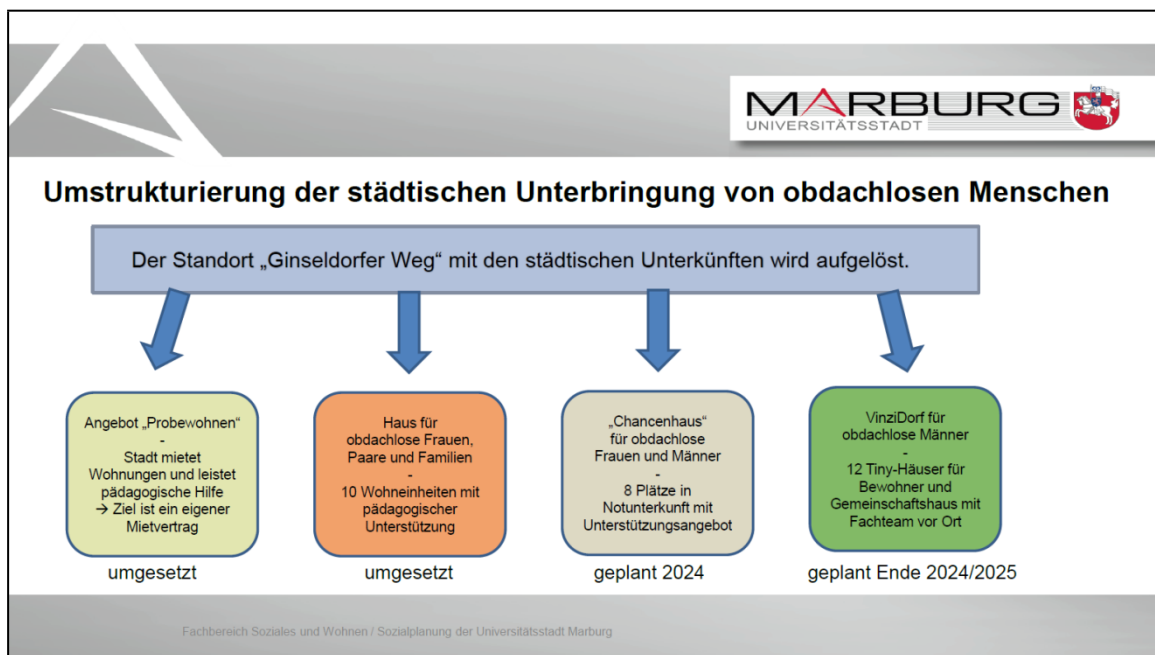 MARBURG
UNIVERSITÄTSSTADT
Umstrukturierung der städtischen Unterbringung von obdachlosen Menschen
Der Standort „Ginseldorfer Weg“ mit den städtischen Unterkünften wird aufgelöst.
Angebot „Probewohnen“
-
Stadt mietet
Wohnungen und leistet
pädagogische Hilfe
→ Ziel ist ein eigener
Mietvertrag
umgesetzt
Haus für
obdachlose Frauen,
Paare und Familien
-
10 Wohneinheiten mit
pädagogischer
Unterstützung
umgesetzt
„Chancenhaus“
für obdachlose
Frauen und Männer
-
8 Plätze in
Notunterkunft mit
Unterstützungsangebot
geplant 2024
VinziDorf für
obdachlose Männer
-
12 Tiny-Häuser für
Bewohner und
Gemeinschaftshaus mit
Fachteam vor Ort
geplant Ende 2024/2025
Fachbereich Soziales und Wohnen / Sozialplanung der Universitätsstadt Marburg